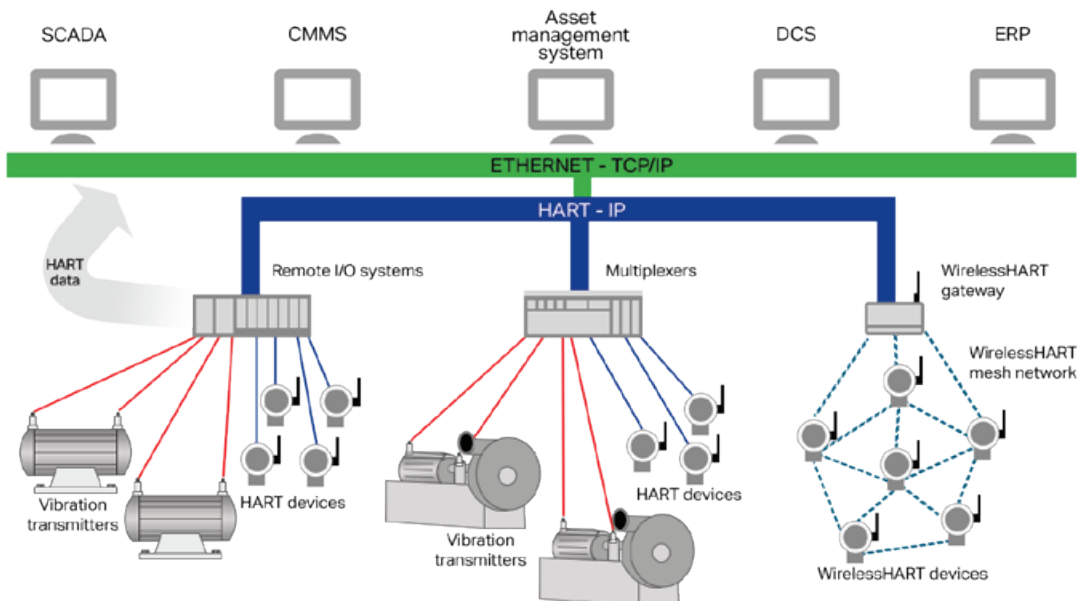 SCADA
CMMS
Asset
management
system
DCS
ERP
ETHERNET - TCP/IP
HART - IP
HART
data
Remote I/O systems
Multiplexers
WirelessHART
gateway
WirelessHART
mesh network
Vibration
transmitters
HART devices
Vibration
transmitters
HART devices
WirelessHART devices